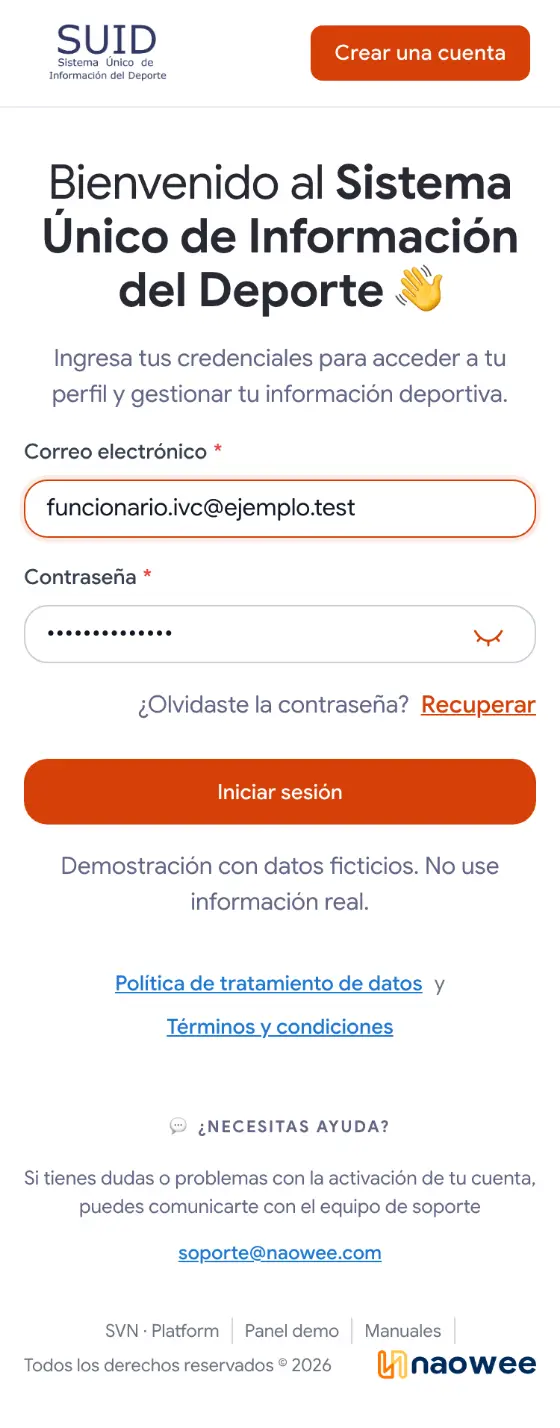 SUID
Sistema Único de
Información del Deporte
Crear una cuenta
Bienvenido al Sistema
Único de Información
del Deporte 👋
Ingresa tus credenciales para acceder a tu
perfil y gestionar tu información deportiva.
Correo electrónico *
funcionario.ivc@ejemplo.test
Contraseña *
••••••••••••••
¿Olvidaste la contraseña? Recuperar
Iniciar sesión
Demostración con datos ficticios. No use
información real.
Política de tratamiento de datos y
Términos y condiciones
💬 ¿NECESITAS AYUDA?
Si tienes dudas o problemas con la activación de tu cuenta,
puedes comunicarte con el equipo de soporte
soporte@naowee.com
SVN · Platform | Panel demo | Manuales |
Todos los derechos reservados © 2026 naowee